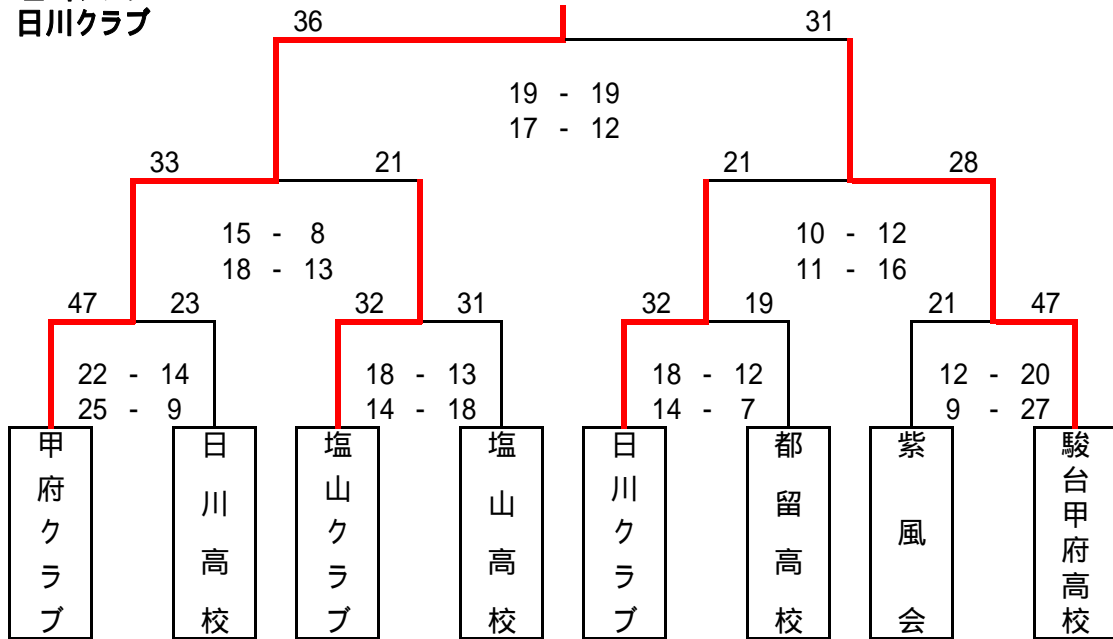 日川クラブ
36 31
19 - 19
17 - 12
33 21 21 28
15 - 8 10 - 12
18 - 13 11 - 16
47 23 32 31 32 19 21 47
22 - 14 18 - 13 18 - 12 12 - 20
25 - 9 14 - 18 14 - 7 9 - 27
甲府クラブ
日川高校
塩山クラブ
塩山高校
日川クラブ
都留高校
紫風会
駿台甲府高校